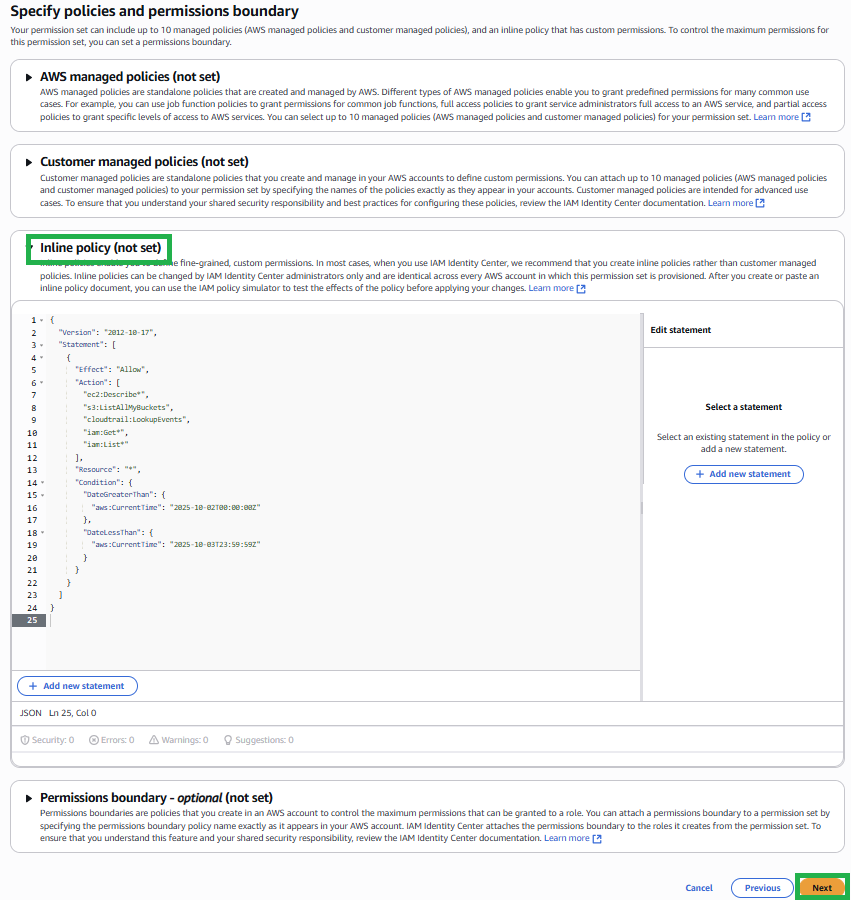 Specify policies and permissions boundary
Your permission set can include up to 10 managed policies (AWS managed policies and customer managed policies), and an inline policy that has custom permissions. To control the maximum permissions for
this permission set, you can set a permissions boundary.
AWS managed policies (not set)
AWS managed policies are standalone policies that are created and managed by AWS. Different types of AWS managed policies enable you to grant predefined permissions for many common use
cases. For example, you can use job function policies to grant permissions for common job functions, full access policies to grant service administrators full access to an AWS service, and partial access
policies to grant specific levels of access to AWS services. You can select up to 10 managed policies (AWS managed policies and customer managed policies) for your permission set. Learn more
Customer managed policies (not set)
Customer managed policies are standalone policies that you create and manage in your AWS accounts to define custom permissions. You can attach up to 10 managed policies (AWS managed policies
and customer managed policies) to your permission set by specifying the names of the policies exactly as they appear in your accounts. Customer managed policies are intended for advanced use
cases. To ensure that you understand your shared security responsibility and best practices for configuring these policies, review the IAM Identity Center documentation. Learn more
Inline policy (not set)
Inline policies enable you to define fine-grained, custom permissions. In most cases, when you use IAM Identity Center, we recommend that you create inline policies rather than customer managed
policies. Inline policies can be changed by IAM Identity Center administrators only and are identical across every AWS account in which this permission set is provisioned. After you create or paste an
inline policy document, you can use the IAM policy simulator to test the effects of the policy before applying your changes. Learn more
1 {
2 "Version": "2012-10-17",
3 "Statement": [
4 {
5 "Effect": "Allow",
6 "Action": [
7 "ec2:Describe*",
8 "s3:ListAllMyBuckets",
9 "cloudtrail:LookupEvents",
10 "iam:Get*",
11 "iam:List*"
12 ],
13 "Resource": "*",
14 "Condition": {
15 "DateGreaterThan": {
16 "aws:CurrentTime": "2025-10-02T00:00:00Z"
17 },
18 "DateLessThan": {
19 "aws:CurrentTime": "2025-10-03T23:59:59Z"
20 }
21 }
22 }
23 ]
24 }
25
Edit statement
Select a statement
Select an existing statement in the policy or
add a new statement.
+ Add new statement
+ Add new statement
JSON Ln 25, Col 0
Security: 0 Errors: 0 Warnings: 0 Suggestions: 0
Permissions boundary - optional (not set)
Permissions boundaries are policies that you create in an AWS account to control the maximum permissions that can be granted to a role. You can attach a permissions boundary to a permission set by
specifying the permissions boundary policy name exactly as it appears in your AWS account. IAM Identity Center attaches the permissions boundary to the roles it creates from the permission set. To
ensure that you understand this feature and your shared security responsibility, review the IAM Identity Center documentation. Learn more
Cancel Previous Next